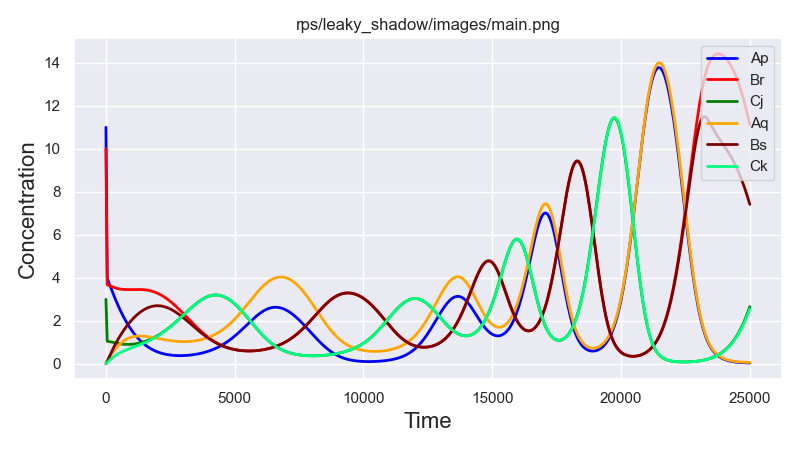 rps/leaky_shadow/images/main.png
Concentration
14
12
10
8
6
4
2
0
0
5000
10000
15000
20000
25000
Time
Ap
Br
Cj
Aq
Bs
Ck